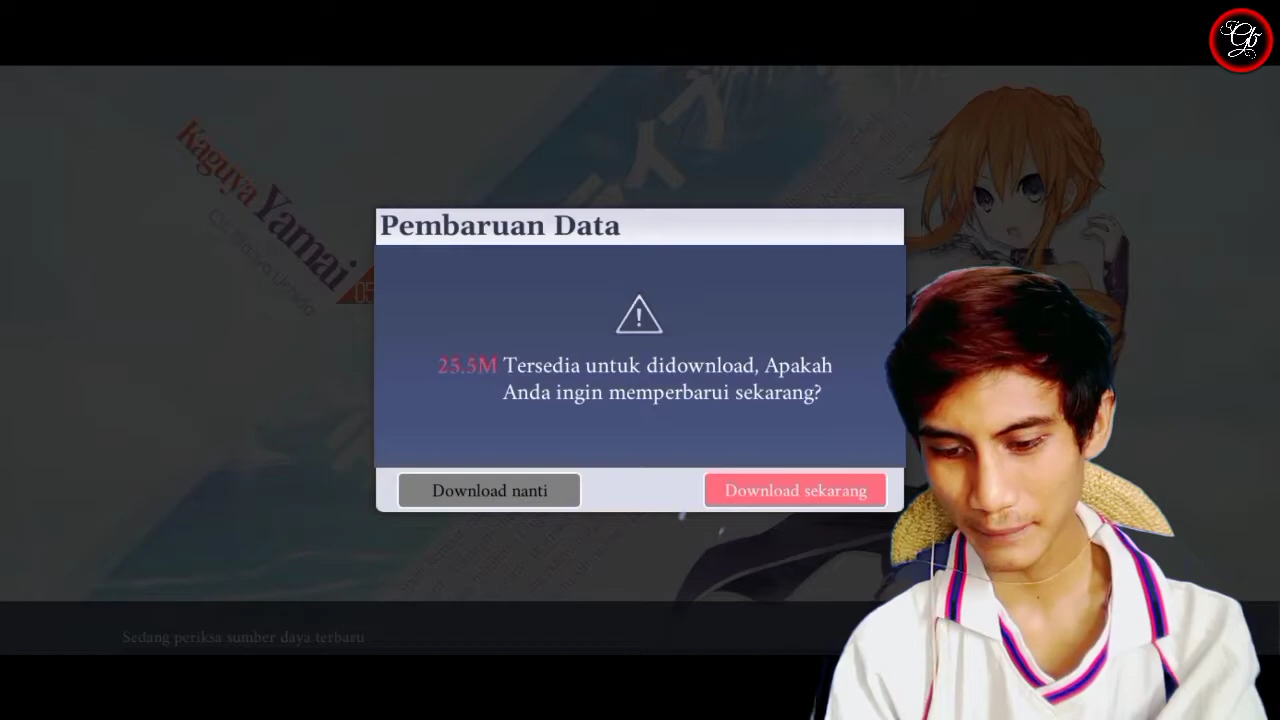 Kaguya Yamai
05
Pembaruan Data
25.5M Tersedia untuk didownload, Apakah
Anda ingin memperbarui sekarang?
Download nanti
Download sekarang
Sedang periksa sumber daya terbaru